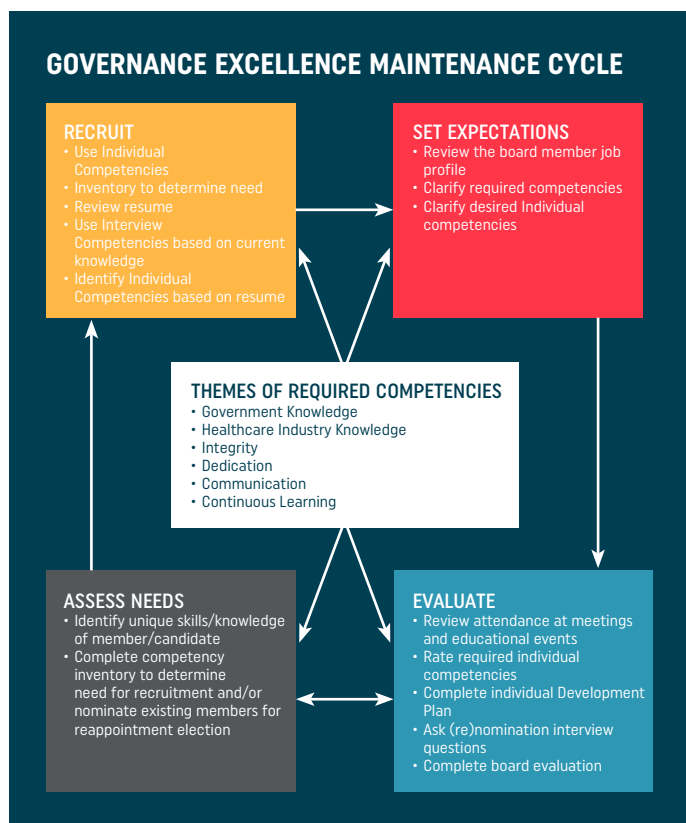 GOVERNANCE EXCELLENCE MAINTENANCE CYCLE
RECRUIT
• Use Individual
Competencies
• Inventory to determine need
• Review resume
• Use Interview
Competencies based on current
knowledge
• Identify Individual
Competencies based on resume
SET EXPECTATIONS
• Review the board member job
profile
• Clarify required competencies
• Clarify desired Individual
competencies
THEMES OF REQUIRED COMPETENCIES
• Government Knowledge
• Healthcare Industry Knowledge
• Integrity
• Dedication
• Communication
• Continuous Learning
ASSESS NEEDS
• Identify unique skills/knowledge
of member/candidate
• Complete competency
inventory to determine
need for recruitment and/or
nominate existing members for
reappointment election
EVALUATE
• Review attendance at meetings
and educational events
• Rate required individual
competencies
• Complete individual Development
Plan
• Ask (re)nomination interview
questions
• Complete board evaluation